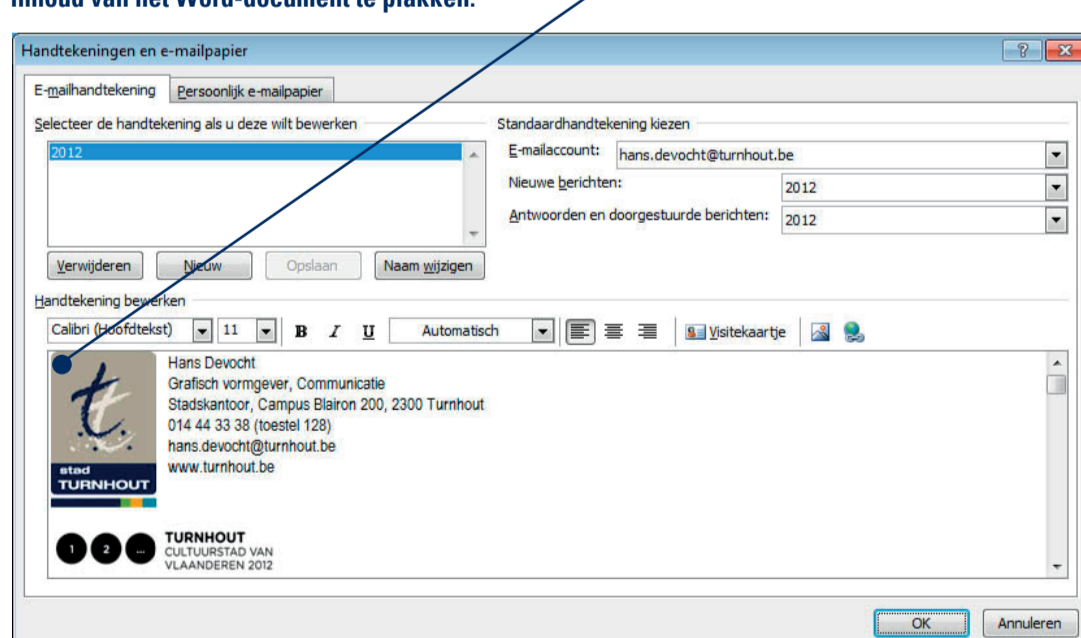 inhoud van het Word-document te plakken.
Handtekeningen en e-mailpapier
E-mailhandtekening
Persoonlijk e-mailpapier
Selecteer de handtekening als u deze wilt bewerken
2012
Verwijderen
Nieuw
Opslaan
Naam wijzigen
Standaardhandtekening kiezen
E-mailaccount:
hans.devocht@turnhout.be
Nieuwe berichten:
2012
Antwoorden en doorgestuurde berichten:
2012
Handtekening bewerken
Calibri (Hoofdtekst)
11
B
I
U
Automatisch
Visitekaartje
t
stad
TURNHOUT
Hans Devocht
Grafisch vormgever, Communicatie
Stadskantoor, Campus Blairon 200, 2300 Turnhout
014 44 33 38 (toestel 128)
hans.devocht@turnhout.be
www.turnhout.be
1 2 ...
TURNHOUT
CULTUURSTAD VAN
VLAANDEREN 2012
OK
Annuleren